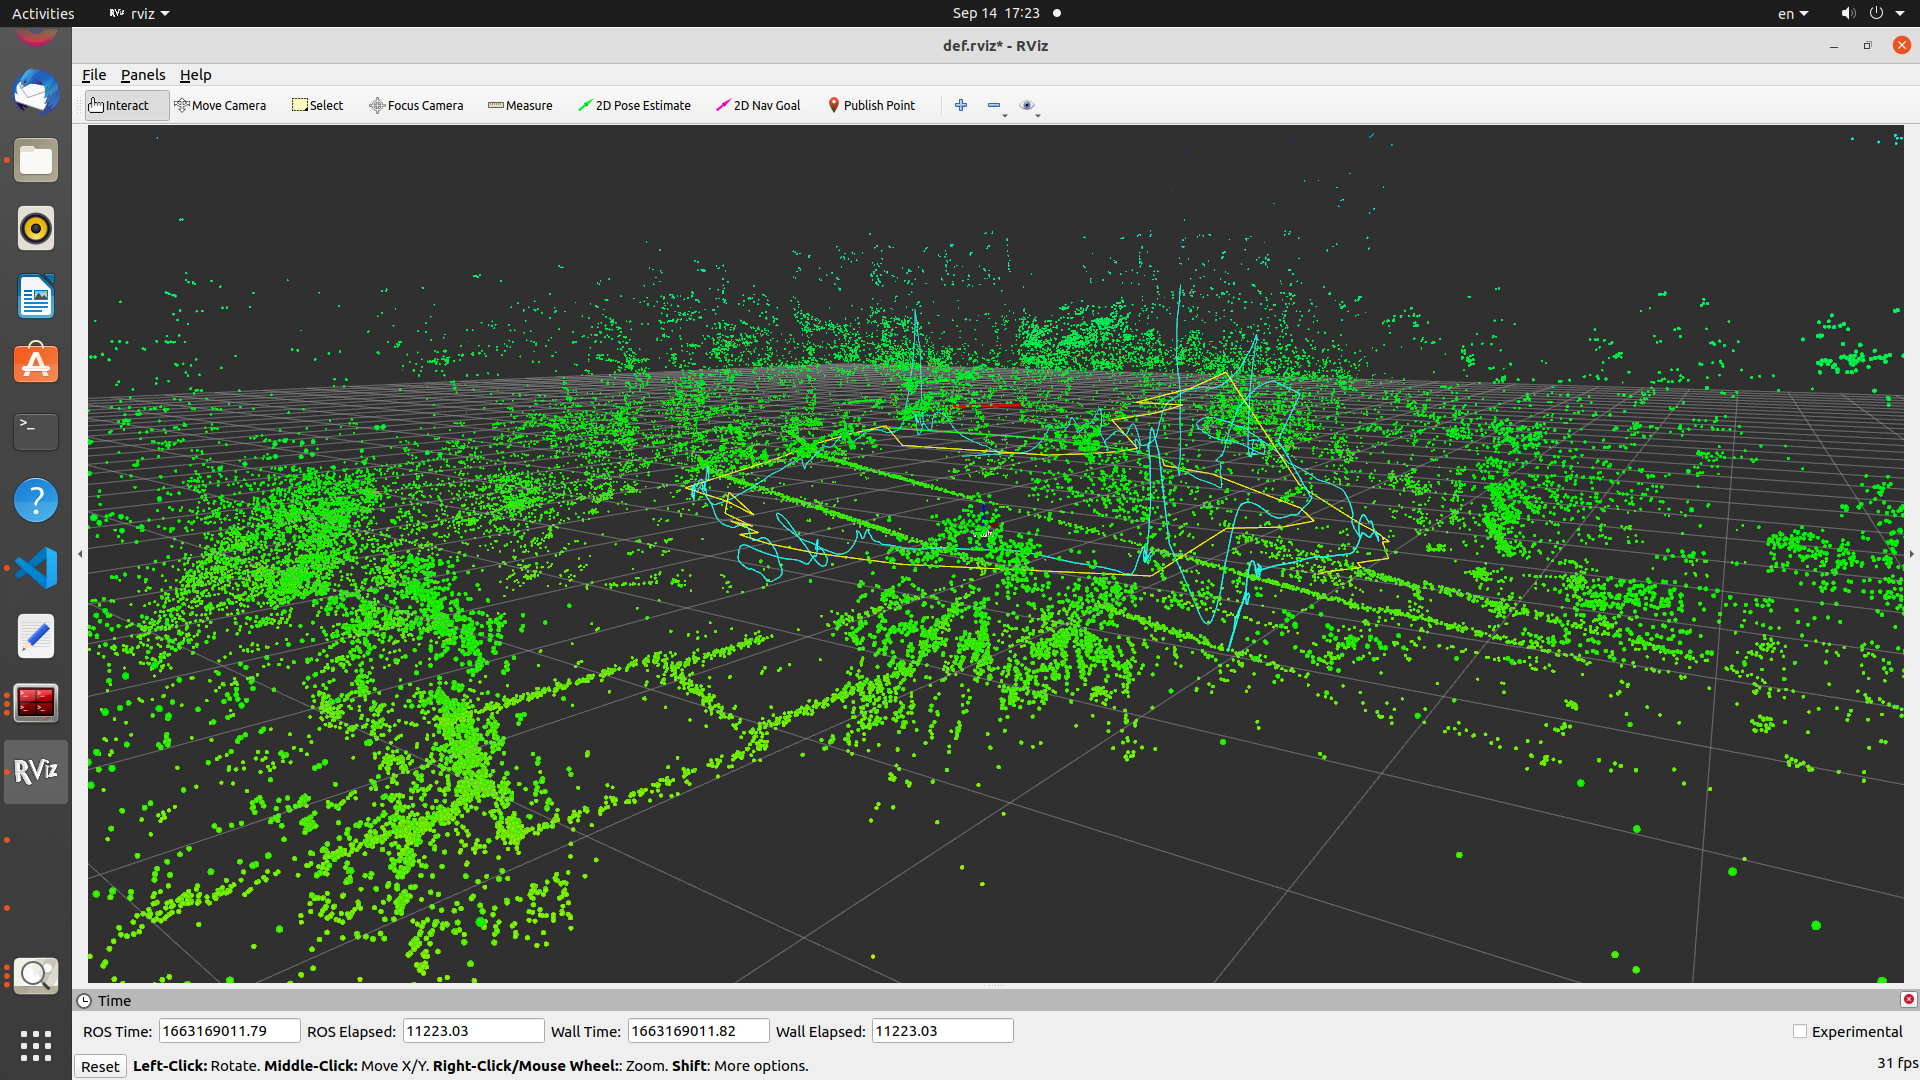 Activities RViz rviz Sep 14 17:23 en
def.rviz* - RViz
File Panels Help
Interact Move Camera Select Focus Camera Measure 2D Pose Estimate 2D Nav Goal Publish Point
>_
A
?
RViz
Time
ROS Time: 1663169011.79 ROS Elapsed: 11223.03 Wall Time: 1663169011.82 Wall Elapsed: 11223.03 Experimental
Reset Left-Click: Rotate. Middle-Click: Move X/Y. Right-Click/Mouse Wheel:: Zoom. Shift: More options. 31 fps